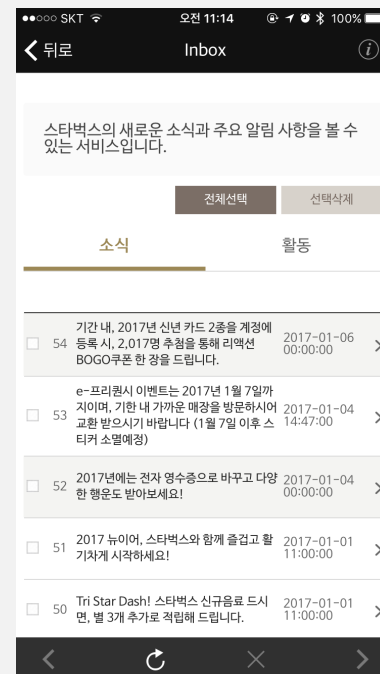 SKT 오전 11:14 100%
뒤로 Inbox i
스타벅스의 새로운 소식과 주요 알림 사항을 볼 수
있는 서비스입니다.
전체선택 선택삭제
소식 활동
기간 내, 2017년 신년 카드 2종을 계정에
54 등록 시, 2,017명 추첨을 통해 리액션 2017-01-06
BOGO쿠폰 한 장을 드립니다. 00:00:00
e-프리퀀시 이벤트는 2017년 1월 7일까
지이며, 기한 내 가까운 매장을 방문하시어 2017-01-04
53 교환 받으시기 바랍니다 (1월 7일 이후 스 14:47:00
티커 소멸예정)
52 2017년에는 전자 영수증으로 바꾸고 다양 2017-01-04
한 행운도 받아보세요! 00:00:00
51 2017 뉴이어, 스타벅스와 함께 즐겁고 활 2017-01-01
기차게 시작하세요! 11:00:00
50 Tri Star Dash! 스타벅스 신규음료 드시 2017-01-01
면, 별 3개 추가로 적립해 드립니다. 11:00:00